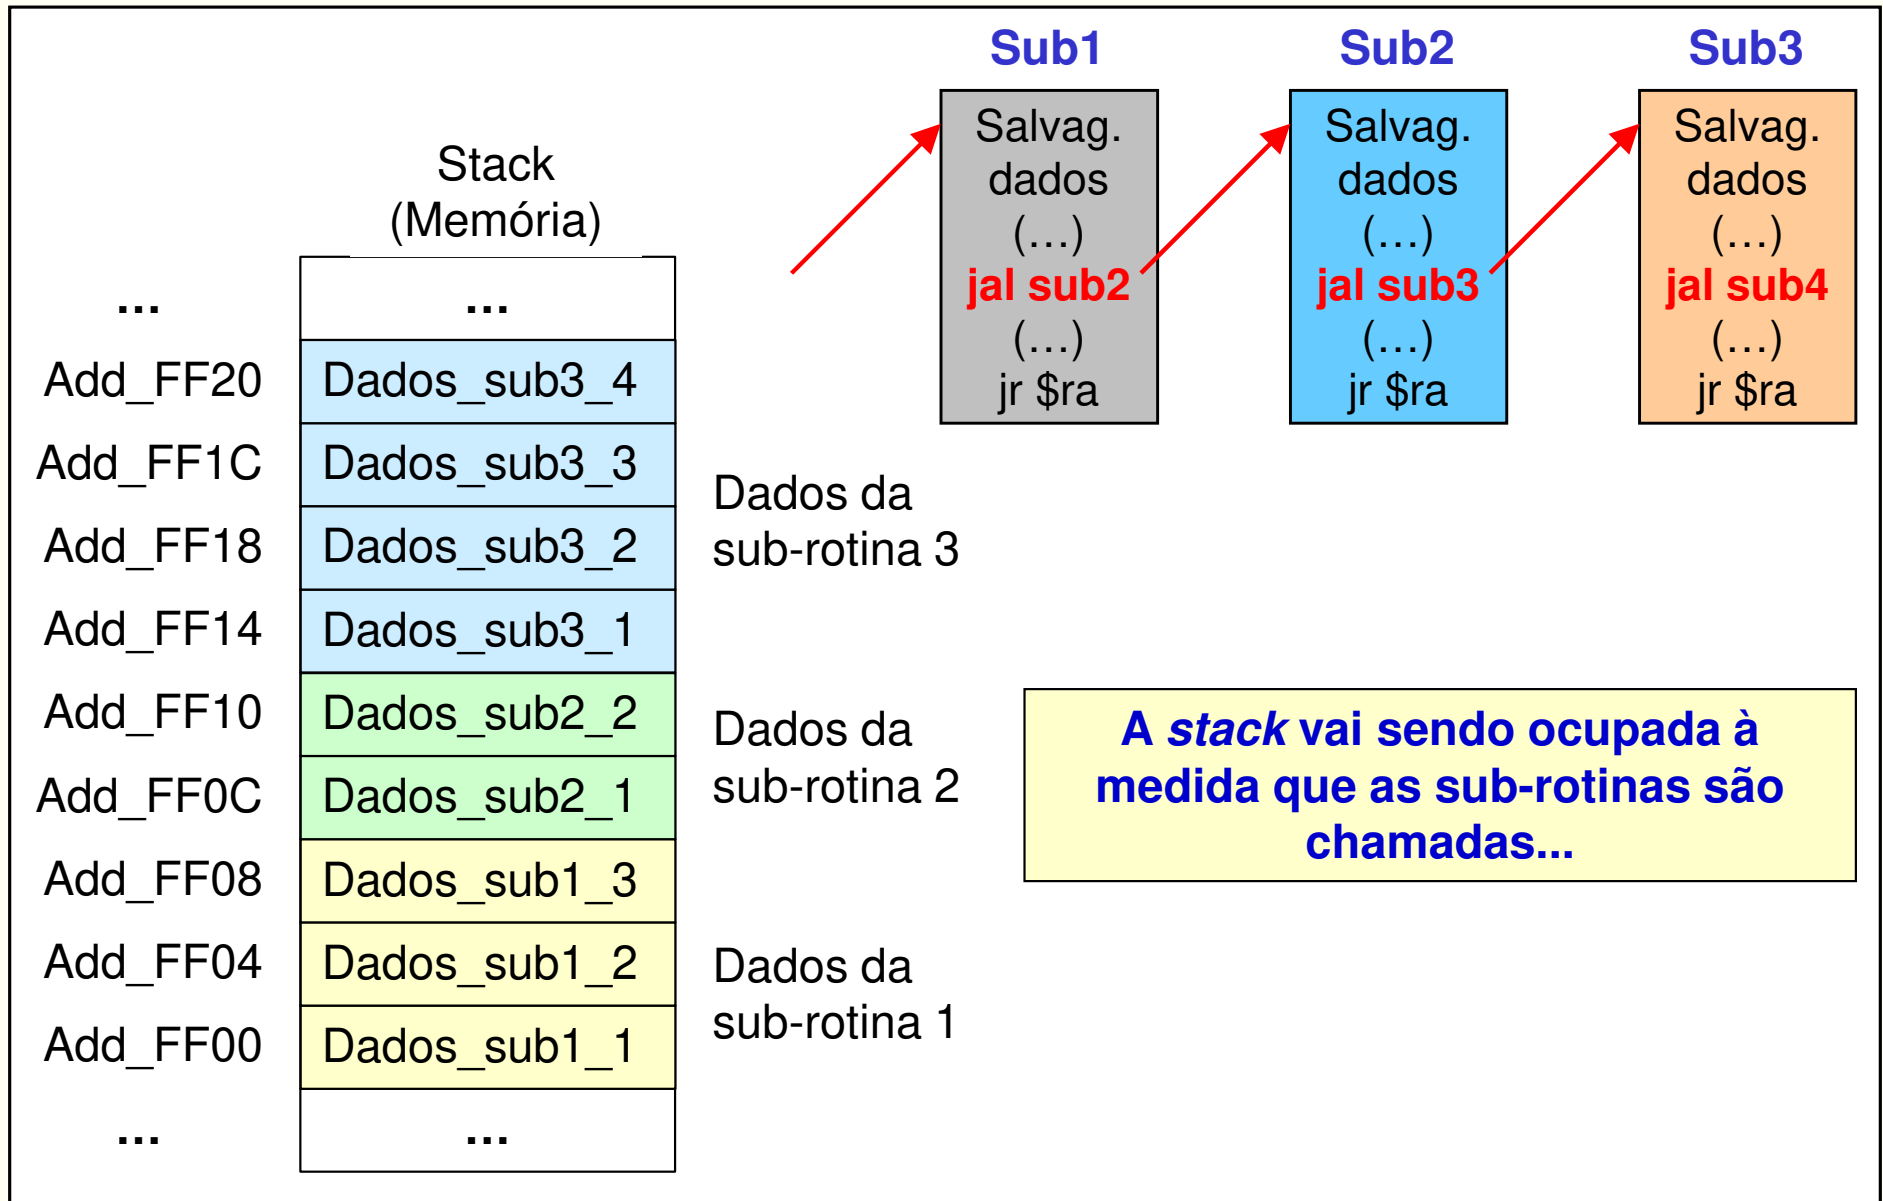 Sub1
Salvag.
dados
(...)
jal sub2
(...)
jr $ra
Sub2
Salvag.
dados
(...)
jal sub3
(...)
jr $ra
Sub3
Salvag.
dados
(...)
jal sub4
(...)
jr $ra
Stack
(Memória)
... ...
Add_FF20 Dados_sub3_4
Add_FF1C Dados_sub3_3
Add_FF18 Dados_sub3_2
Add_FF14 Dados_sub3_1
Add_FF10 Dados_sub2_2
Add_FF0C Dados_sub2_1
Add_FF08 Dados_sub1_3
Add_FF04 Dados_sub1_2
Add_FF00 Dados_sub1_1
... ...
Dados da
sub-rotina 3
Dados da
sub-rotina 2
Dados da
sub-rotina 1
A stack vai sendo ocupada à
medida que as sub-rotinas são
chamadas...